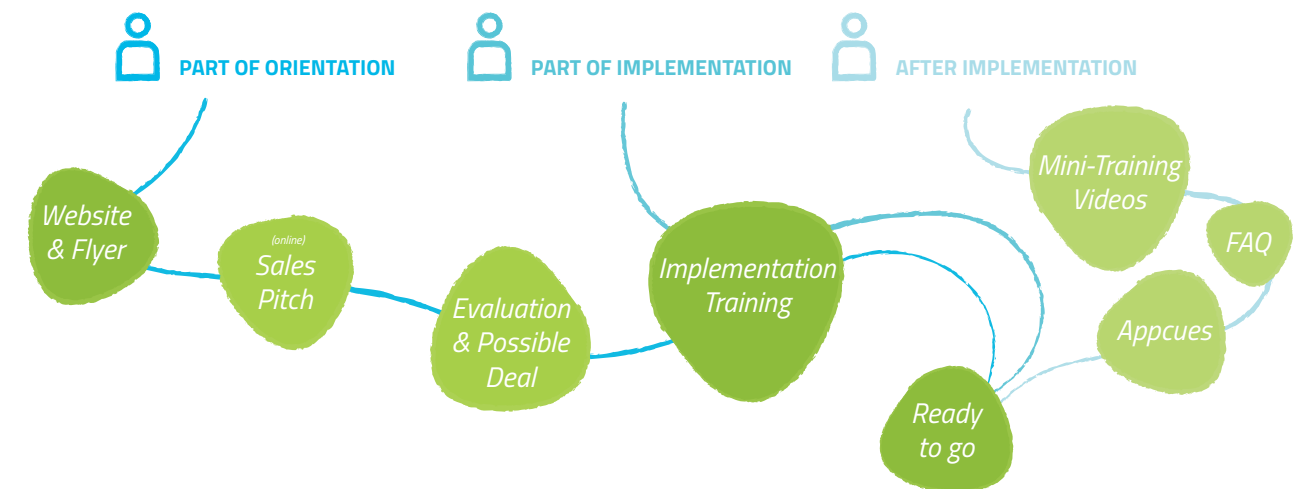 PART OF ORIENTATION
PART OF IMPLEMENTATION
AFTER IMPLEMENTATION
Website
& Flyer
(online)
Sales
Pitch
Evaluation
& Possible
Deal
Implementation
Training
Ready
to go
Mini-Training
Videos
FAQ
Appcues